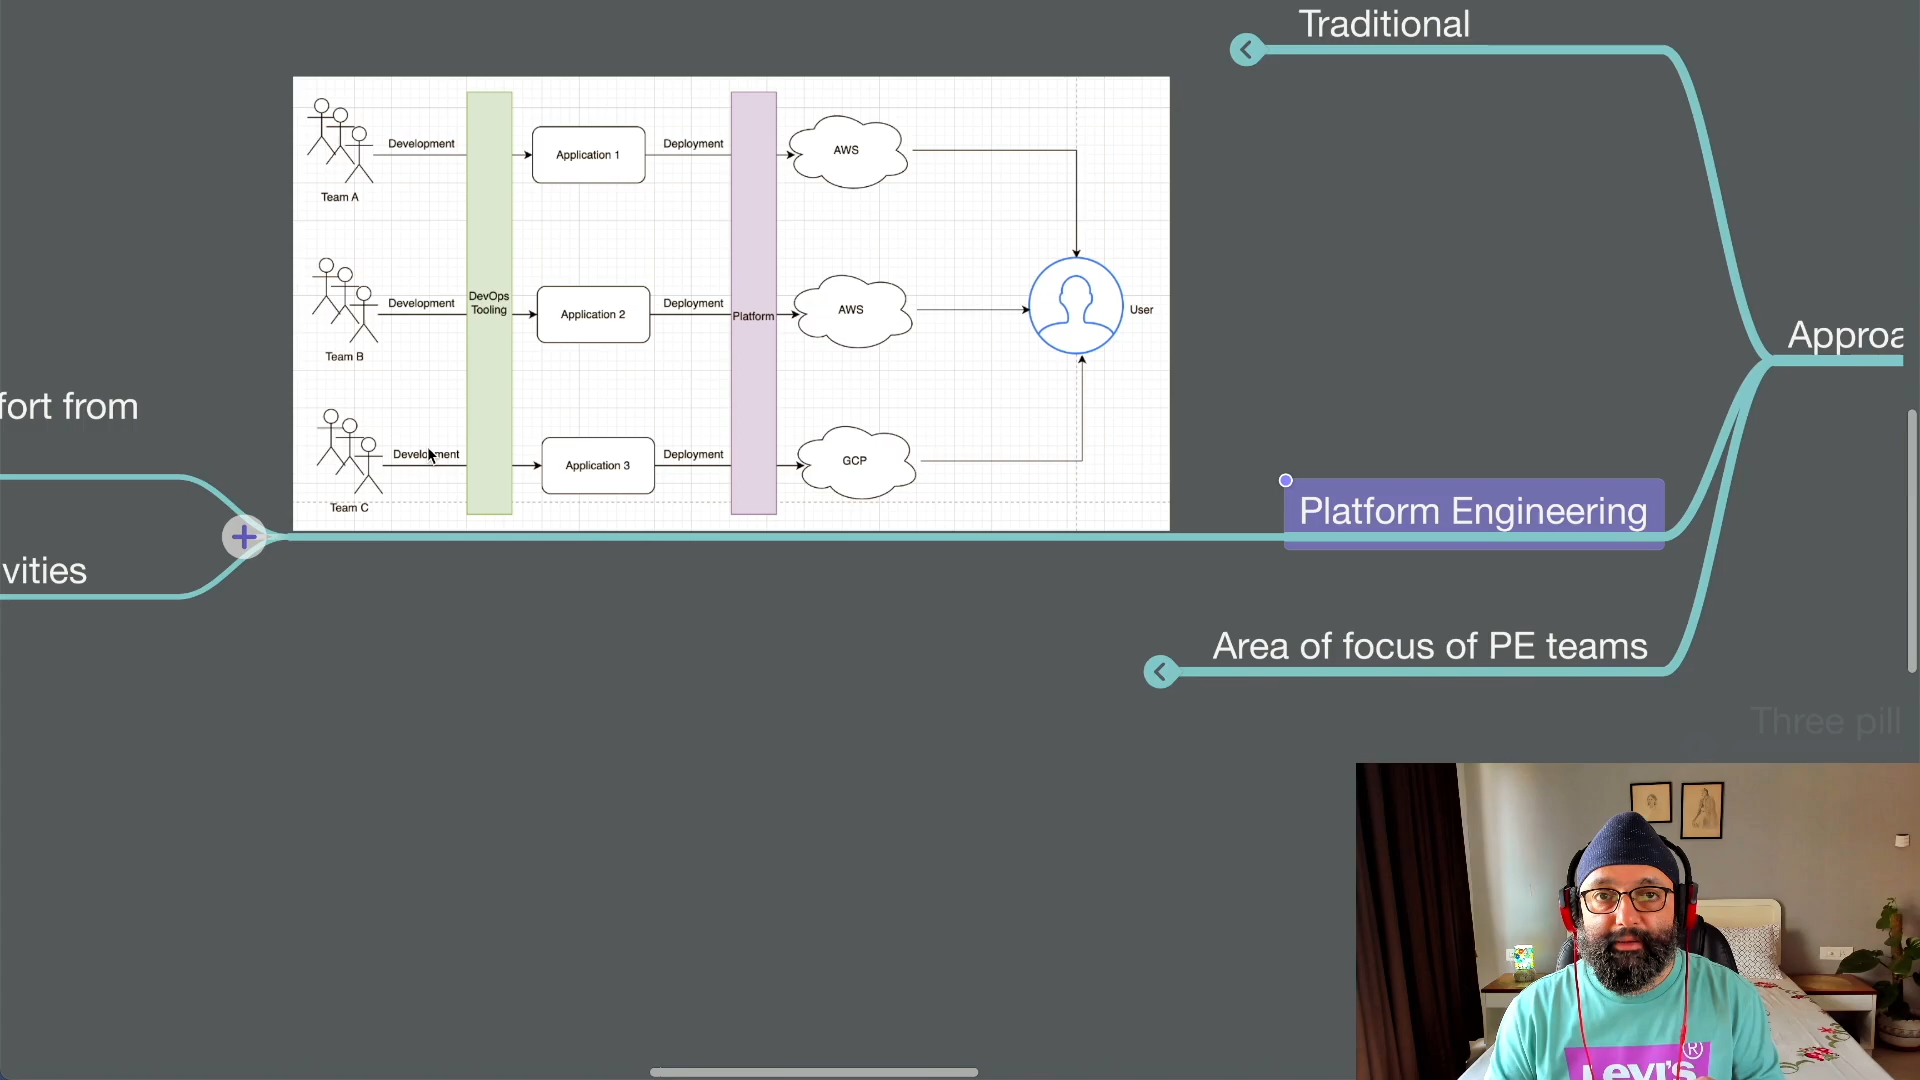 Traditional
Development
Application 1
Deployment
AWS
Team A
Development
DevOps
Tooling
Application 2
Deployment
Platform
AWS
User
Team B
Approa
fort from
Development
Application 3
Deployment
GCP
Team C
Platform Engineering
vities
Area of focus of PE teams
Three pill
Levi's
®